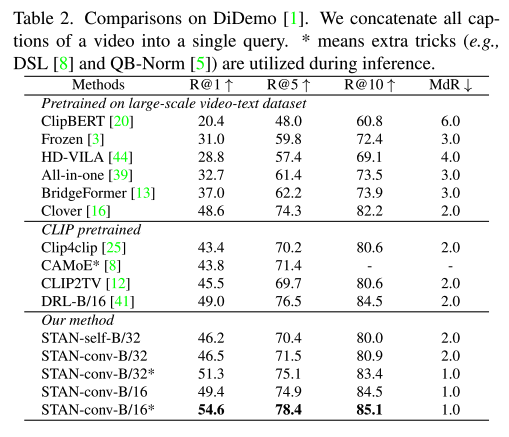 Table 2. Comparisons on DiDemo [1]. We concatenate all cap-
tions of a video into a single query. * means extra tricks (e.g.,
DSL [8] and QB-Norm [5]) are utilized during inference.
Methods R@1 ↑ R@5 ↑ R@10 ↑ MdR ↓
Pretrained on large-scale video-text dataset
ClipBERT [20] 20.4 48.0 60.8 6.0
Frozen [3] 31.0 59.8 72.4 3.0
HD-VILA [44] 28.8 57.4 69.1 4.0
All-in-one [39] 32.7 61.4 73.5 3.0
BridgeFormer [13] 37.0 62.2 73.9 3.0
Clover [16] 48.6 74.3 82.2 2.0
CLIP pretrained
Clip4clip [25] 43.4 70.2 80.6 2.0
CAMoE* [8] 43.8 71.4 - -
CLIP2TV [12] 45.5 69.7 80.6 2.0
DRL-B/16 [41] 49.0 76.5 84.5 2.0
Our method
STAN-self-B/32 46.2 70.4 80.0 2.0
STAN-conv-B/32 46.5 71.5 80.9 2.0
STAN-conv-B/32* 51.3 75.1 83.4 1.0
STAN-conv-B/16 49.4 74.9 84.5 1.0
STAN-conv-B/16* 54.6 78.4 85.1 1.0